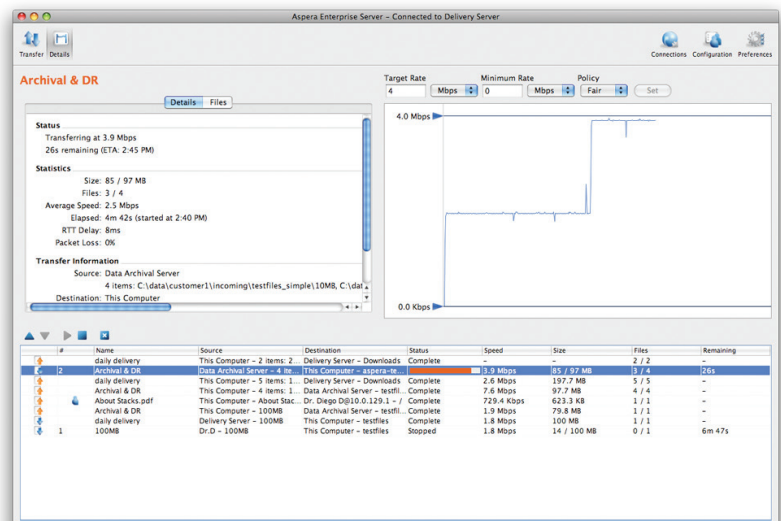 Aspera Enterprise Server – Connected to Delivery Server
Transfer Details Connections Configuration Preferences
Archival & DR
Target Rate Minimum Rate Policy
4 Mbps 0 Mbps Fair Set
Details Files
Status
Transferring at 3.9 Mbps
26s remaining (ETA: 2:45 PM)
Statistics
Size: 85 / 97 MB
Files: 3 / 4
Average Speed: 2.5 Mbps
Elapsed: 4m 42s (started at 2:40 PM)
RTT Delay: 8ms
Packet Loss: 0%
Transfer Information
Source: Data Archival Server
4 items: C:\data\customer1\incoming\testfiles_simple\10MB, C:\dat
Destination: This Computer
4.0 Mbps
0.0 Kbps
# Name Source Destination Status Speed Size Files Remaining
daily delivery This Computer – 2 items: 2... Delivery Server – Downloads Complete – – 2 / 2 –
2 Archival & DR Data Archival Server – 4 ite... This Computer – aspera-te... 3.9 Mbps 85 / 97 MB 3 / 4 26s
daily delivery This Computer – 5 items: 1... Delivery Server – Downloads Complete 2.6 Mbps 197.7 MB 5 / 5 –
Archival & DR This Computer – 4 items: 1... Data Archival Server – testfil... Complete 7.6 Mbps 97.7 MB 4 / 4 –
About Stacks.pdf This Computer – About Stac... Dr. Diego D@10.0.129.1 – / Complete 729.4 Kbps 623.3 KB 1 / 1 –
Archival & DR This Computer – 100MB Data Archival Server – testfil... Complete 1.9 Mbps 79.8 MB 1 / 1 –
daily delivery Delivery Server – 100MB This Computer – testfiles Complete 1.8 Mbps 100 MB 1 / 1 –
1 100MB Dr.D – 100MB This Computer – testfiles Stopped 1.8 Mbps 14 / 100 MB 0 / 1 6m 47s